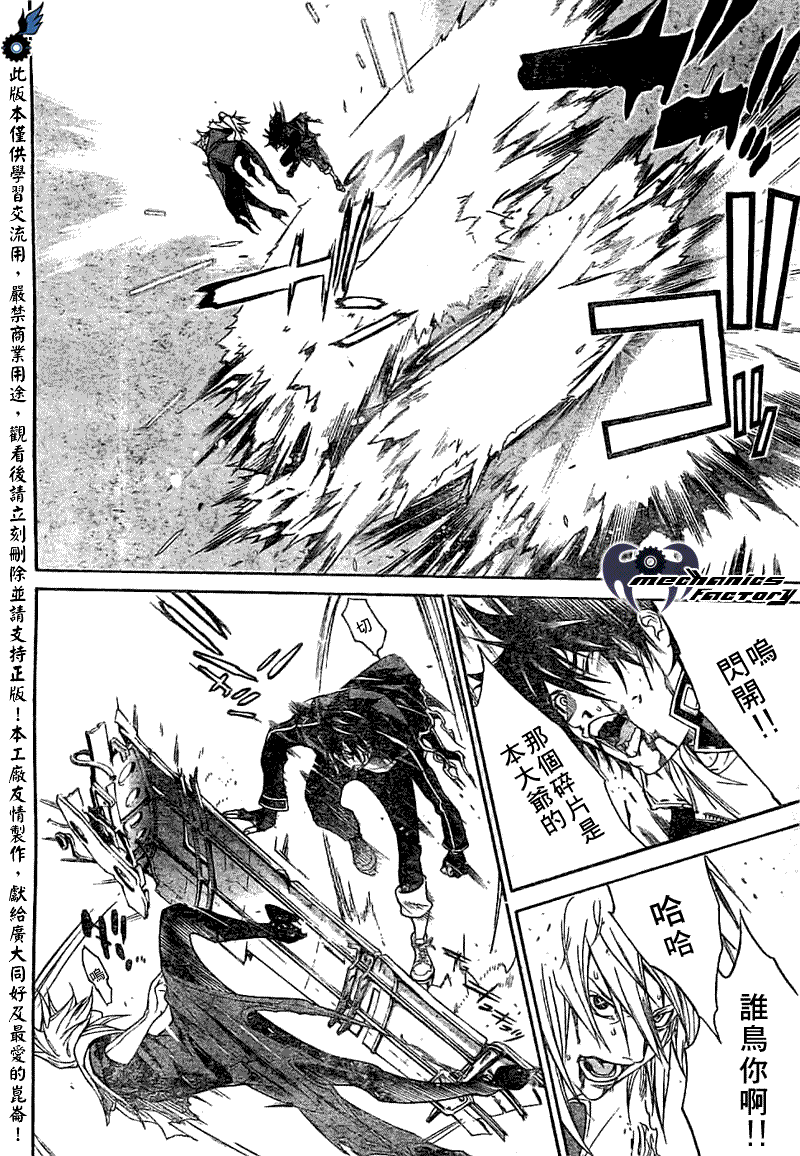 此版本僅供學習交流用，嚴禁商業用途，觀看後請立刻刪除並請支持正版！本工廠友情製作，獻給廣大同好及最愛的崑崙！
mechanics
factory
嗚
閃開!!
那個碎片是
本大爺的
切
嗚
哈哈
誰鳥你啊!!